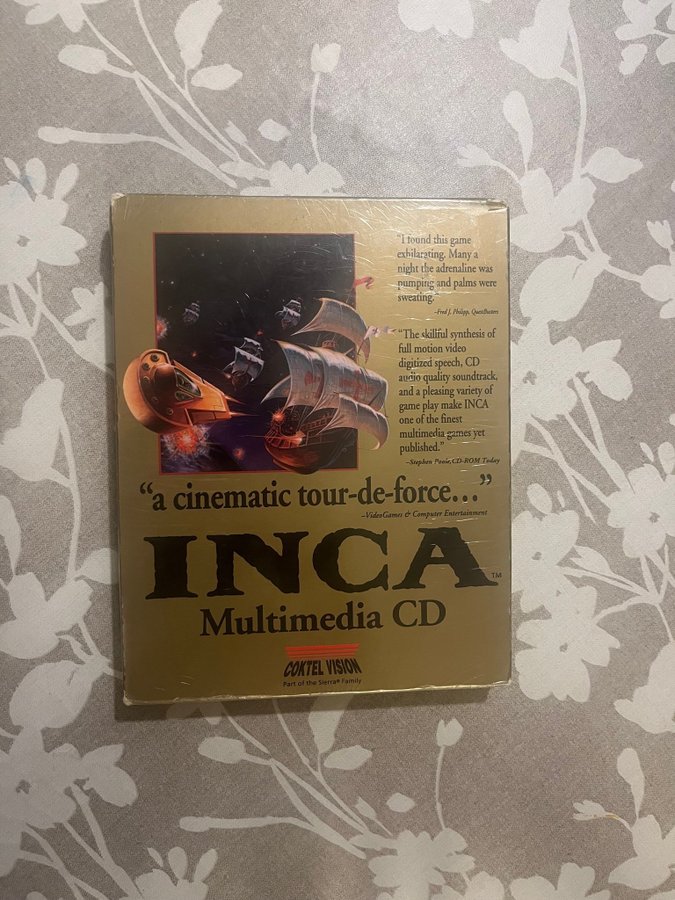 “I found this game
exhilarating. Many a
night the adrenaline was
pumping and palms were
sweating.”
–Fred J. Philipp, QuestBusters
“The skillful synthesis of
full motion video
digitized speech, CD
audio quality soundtrack,
and a pleasing variety of
game play make INCA
one of the finest
multimedia games yet
published.”
–Stephen Poole, CD-ROM Today
“a cinematic tour-de-force...”
–VideoGames & Computer Entertainment
INCA™
Multimedia CD
COKTEL VISION
Part of the Sierra® Family